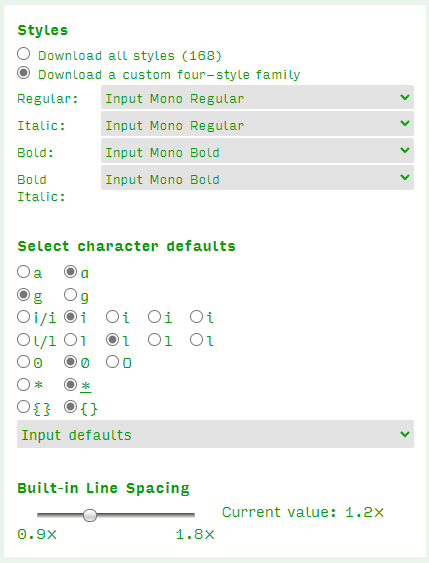 Styles
Download all styles (168)
Download a custom four-style family
Regular: Input Mono Regular
Italic: Input Mono Regular
Bold: Input Mono Bold
Bold Italic: Input Mono Bold
Select character defaults
a ɑ
g g
i/i i i i i
l/l l l l l
0 0 0
* *
{} {}
Input defaults
Built-in Line Spacing
Current value: 1.2x
0.9x 1.8x